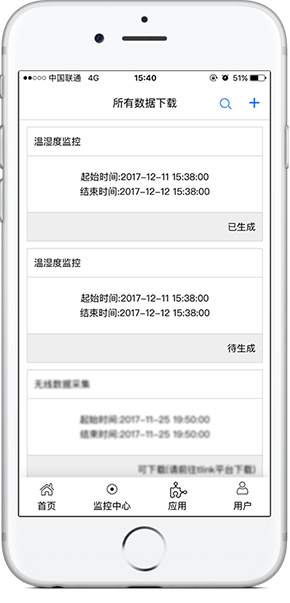 中国联通 4G 15:40 51%
所有数据下载
温湿度监控
起始时间:2017-12-11 15:38:00
结束时间:2017-12-12 15:38:00
已生成
温湿度监控
起始时间:2017-12-11 15:38:00
结束时间:2017-12-12 15:38:00
待生成
无线数据采集
起始时间:2017-11-25 19:50:00
结束时间:2017-11-25 19:50:00
可下载(请前往tlink平台下载)
首页 监控中心 应用 用户